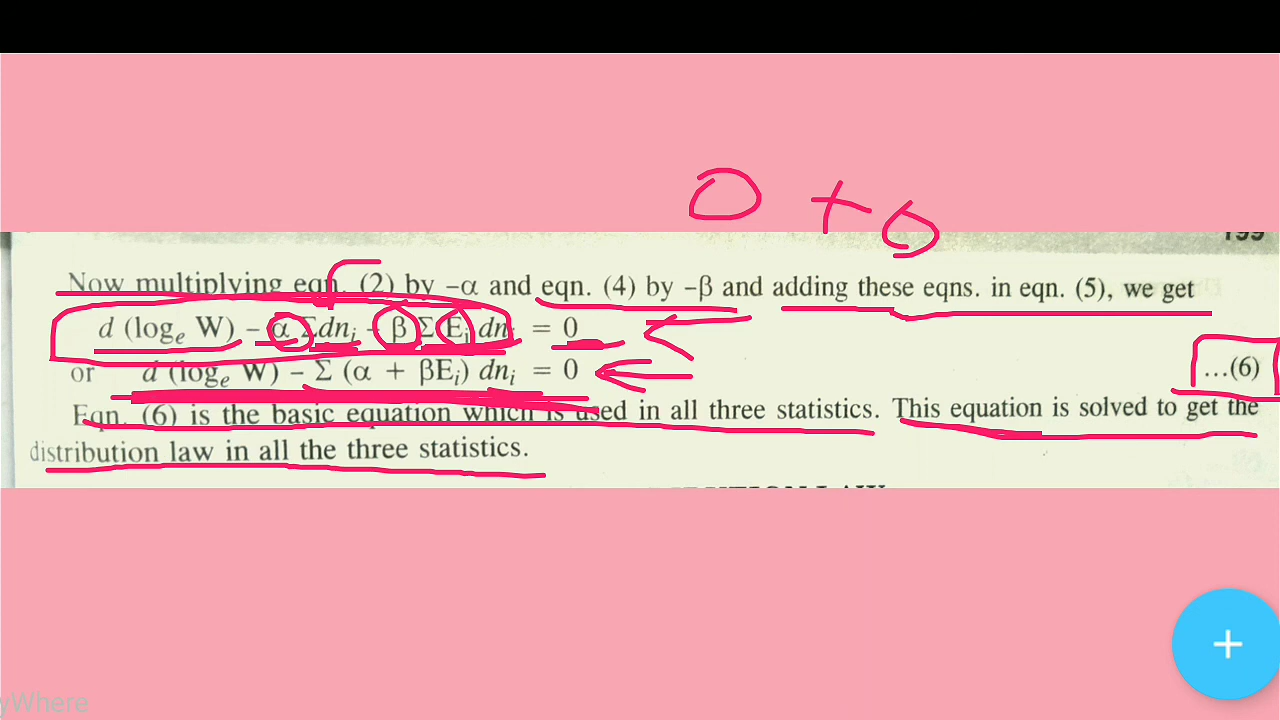 0 + 0
199
Now multiplying eqn. (2) by –α and eqn. (4) by –β and adding these eqns. in eqn. (5), we get
d (logₑ W) – α Σdnᵢ – β Σ Eᵢ dnᵢ = 0
or d (logₑ W) – Σ (α + βEᵢ) dnᵢ = 0 ...(6)
Eqn. (6) is the basic equation which is used in all three statistics. This equation is solved to get the
distribution law in all the three statistics.
yWhere